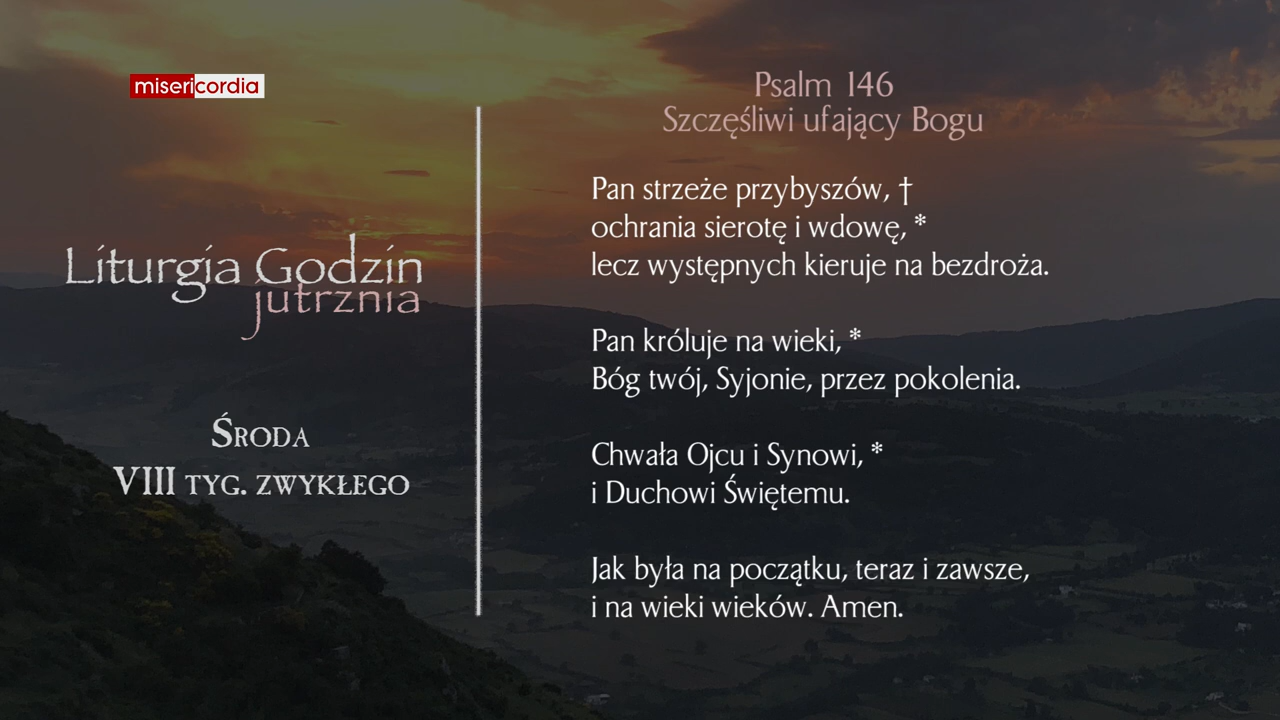 misericordia
Liturgia Godzin
jutrznia
Środa
VIII tyg. zwykłego
Psalm 146
Szczęśliwi ufający Bogu
Pan strzeże przybyszów, †
ochrania sierotę i wdowę, *
lecz występnych kieruje na bezdroża.
Pan króluje na wieki, *
Bóg twój, Syjonie, przez pokolenia.
Chwała Ojcu i Synowi, *
i Duchowi Świętemu.
Jak była na początku, teraz i zawsze,
i na wieki wieków. Amen.